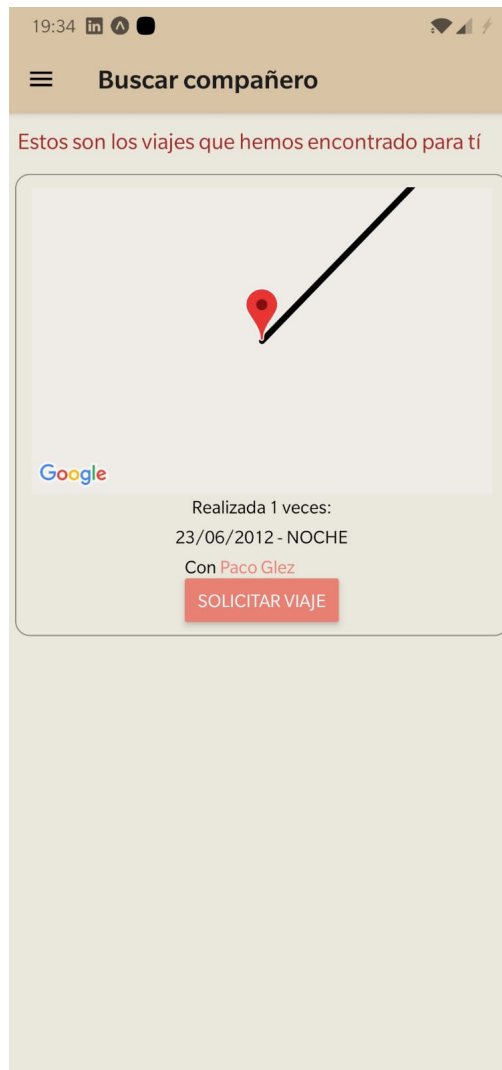 19:34
Buscar compañero
Estos son los viajes que hemos encontrado para tí
Google
Realizada 1 veces:
23/06/2012 - NOCHE
Con Paco Glez
SOLICITAR VIAJE